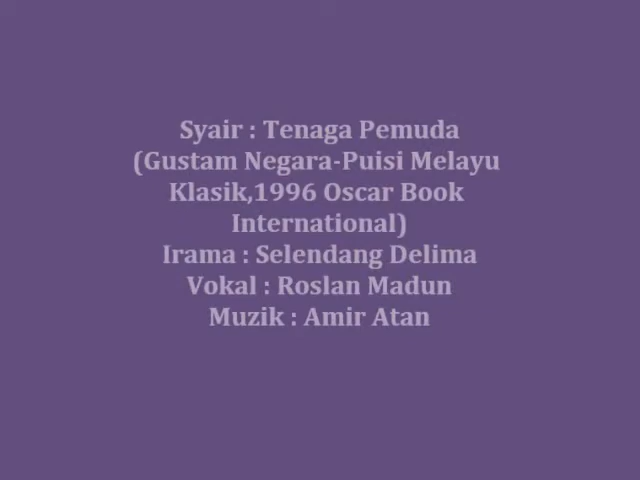 Syair : Tenaga Pemuda
(Gustam Negara-Puisi Melayu
Klasik,1996 Oscar Book
International)
Irama : Selendang Delima
Vokal : Roslan Madun
Muzik : Amir Atan